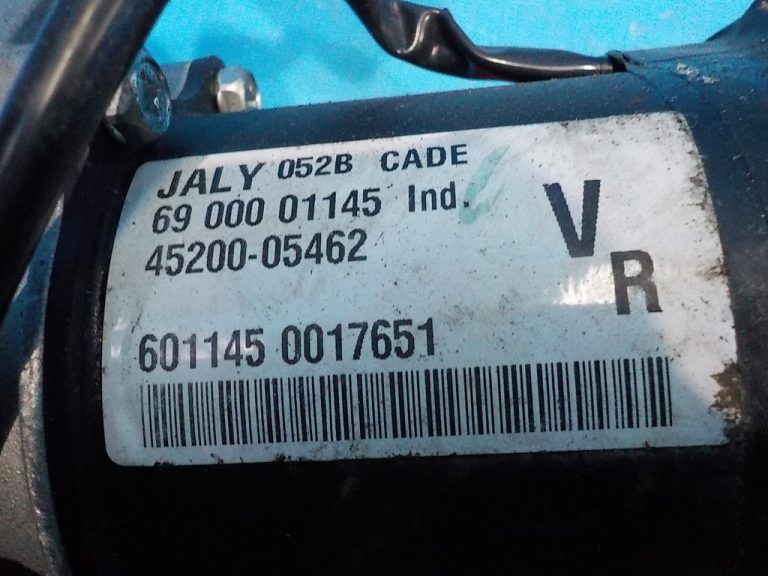 JALY 052B CADE
69 000 01145 Ind.
45200-05462
V
R
601145 0017651